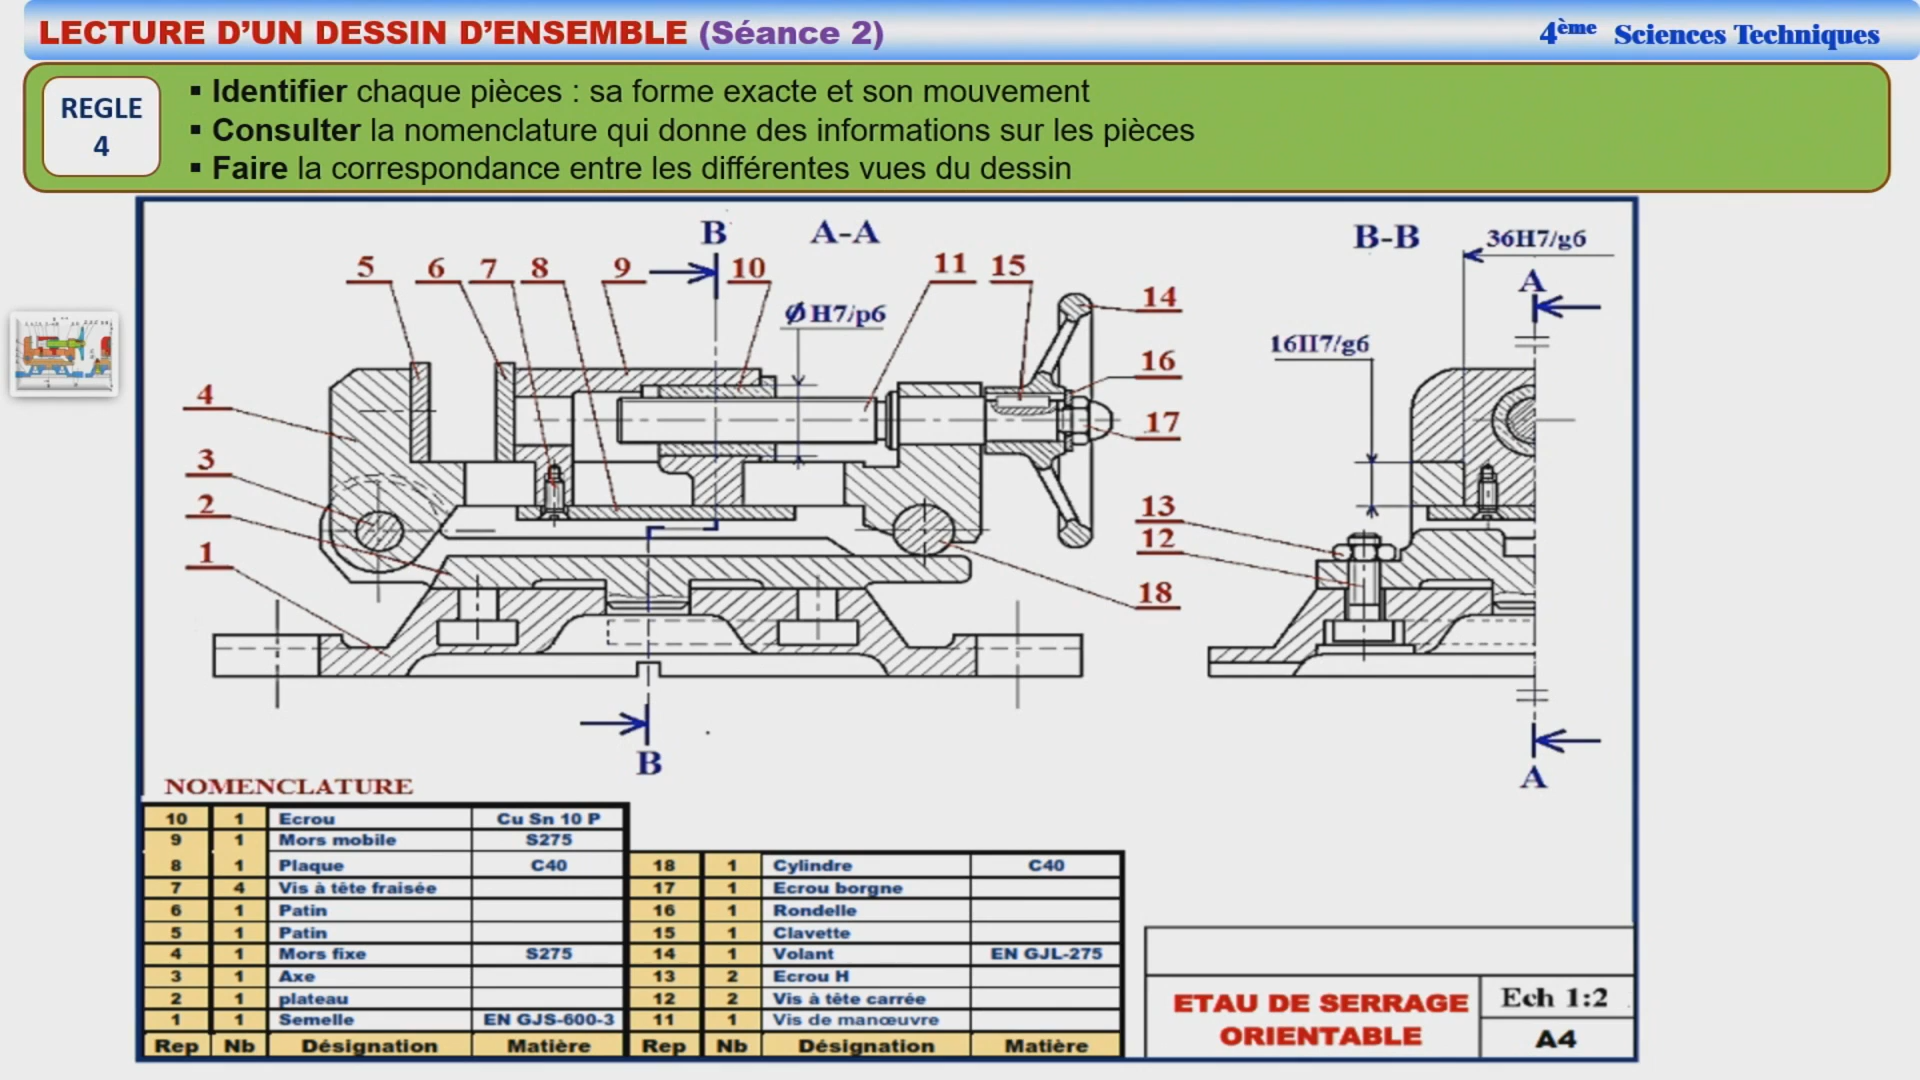 LECTURE D’UN DESSIN D’ENSEMBLE (Séance 2)
4ème Sciences Techniques
REGLE
4
▪ Identifier chaque pièces : sa forme exacte et son mouvement
▪ Consulter la nomenclature qui donne des informations sur les pièces
▪ Faire la correspondance entre les différentes vues du dessin
B A-A
B-B
36H7/g6
5 6 7 8 9 10 11 15
A
14
Ø H7/p6
16H7/g6
16
4
17
3
2
13
12
1
18
B
A
NOMENCLATURE
10 1 Ecrou Cu Sn 10 P
9 1 Mors mobile S275
8 1 Plaque C40 18 1 Cylindre C40
7 4 Vis à tête fraisée 17 1 Ecrou borgne
6 1 Patin 16 1 Rondelle
5 1 Patin 15 1 Clavette
4 1 Mors fixe S275 14 1 Volant EN GJL-275
3 1 Axe 13 2 Ecrou H
2 1 plateau 12 2 Vis à tête carrée
1 1 Semelle EN GJS-600-3 11 1 Vis de manœuvre
Rep Nb Désignation Matière Rep Nb Désignation Matière
ETAU DE SERRAGE
ORIENTABLE
Ech 1:2
A4